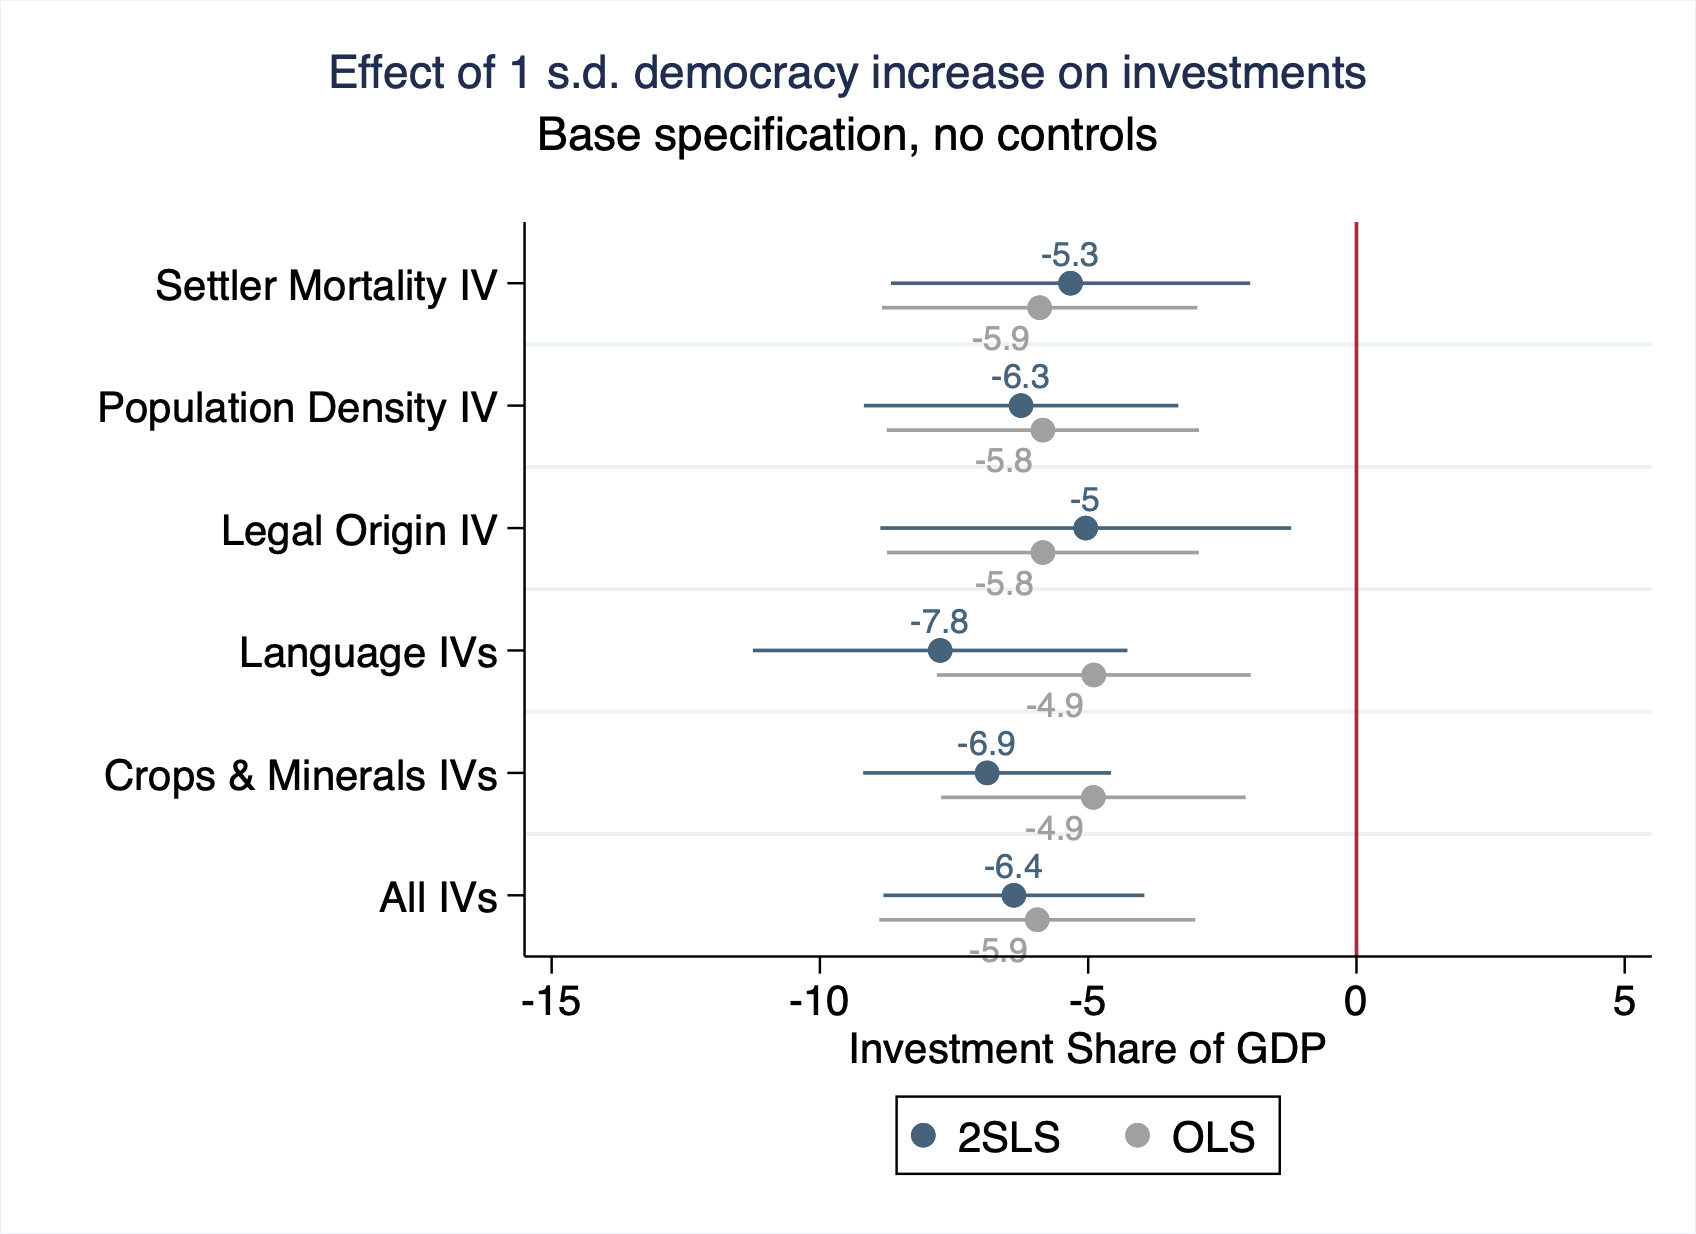 Effect of 1 s.d. democracy increase on investments
Base specification, no controls
Settler Mortality IV
-5.3
-5.9
Population Density IV
-6.3
-5.8
Legal Origin IV
-5
-5.8
Language IVs
-7.8
-4.9
Crops & Minerals IVs
-6.9
-4.9
All IVs
-6.4
-5.9
-15 -10 -5 0 5
Investment Share of GDP
2SLS OLS